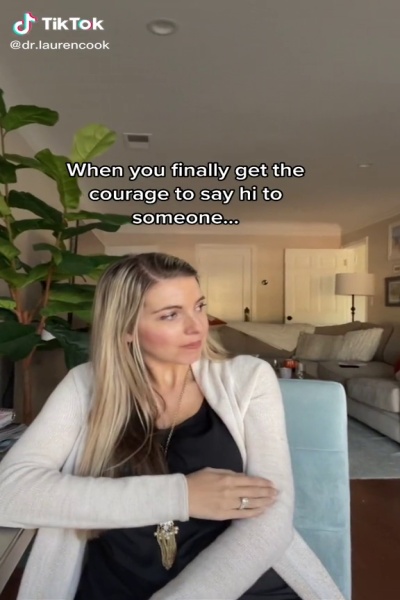 TikTok
@dr.laurencook
When you finally get the
courage to say hi to
someone...